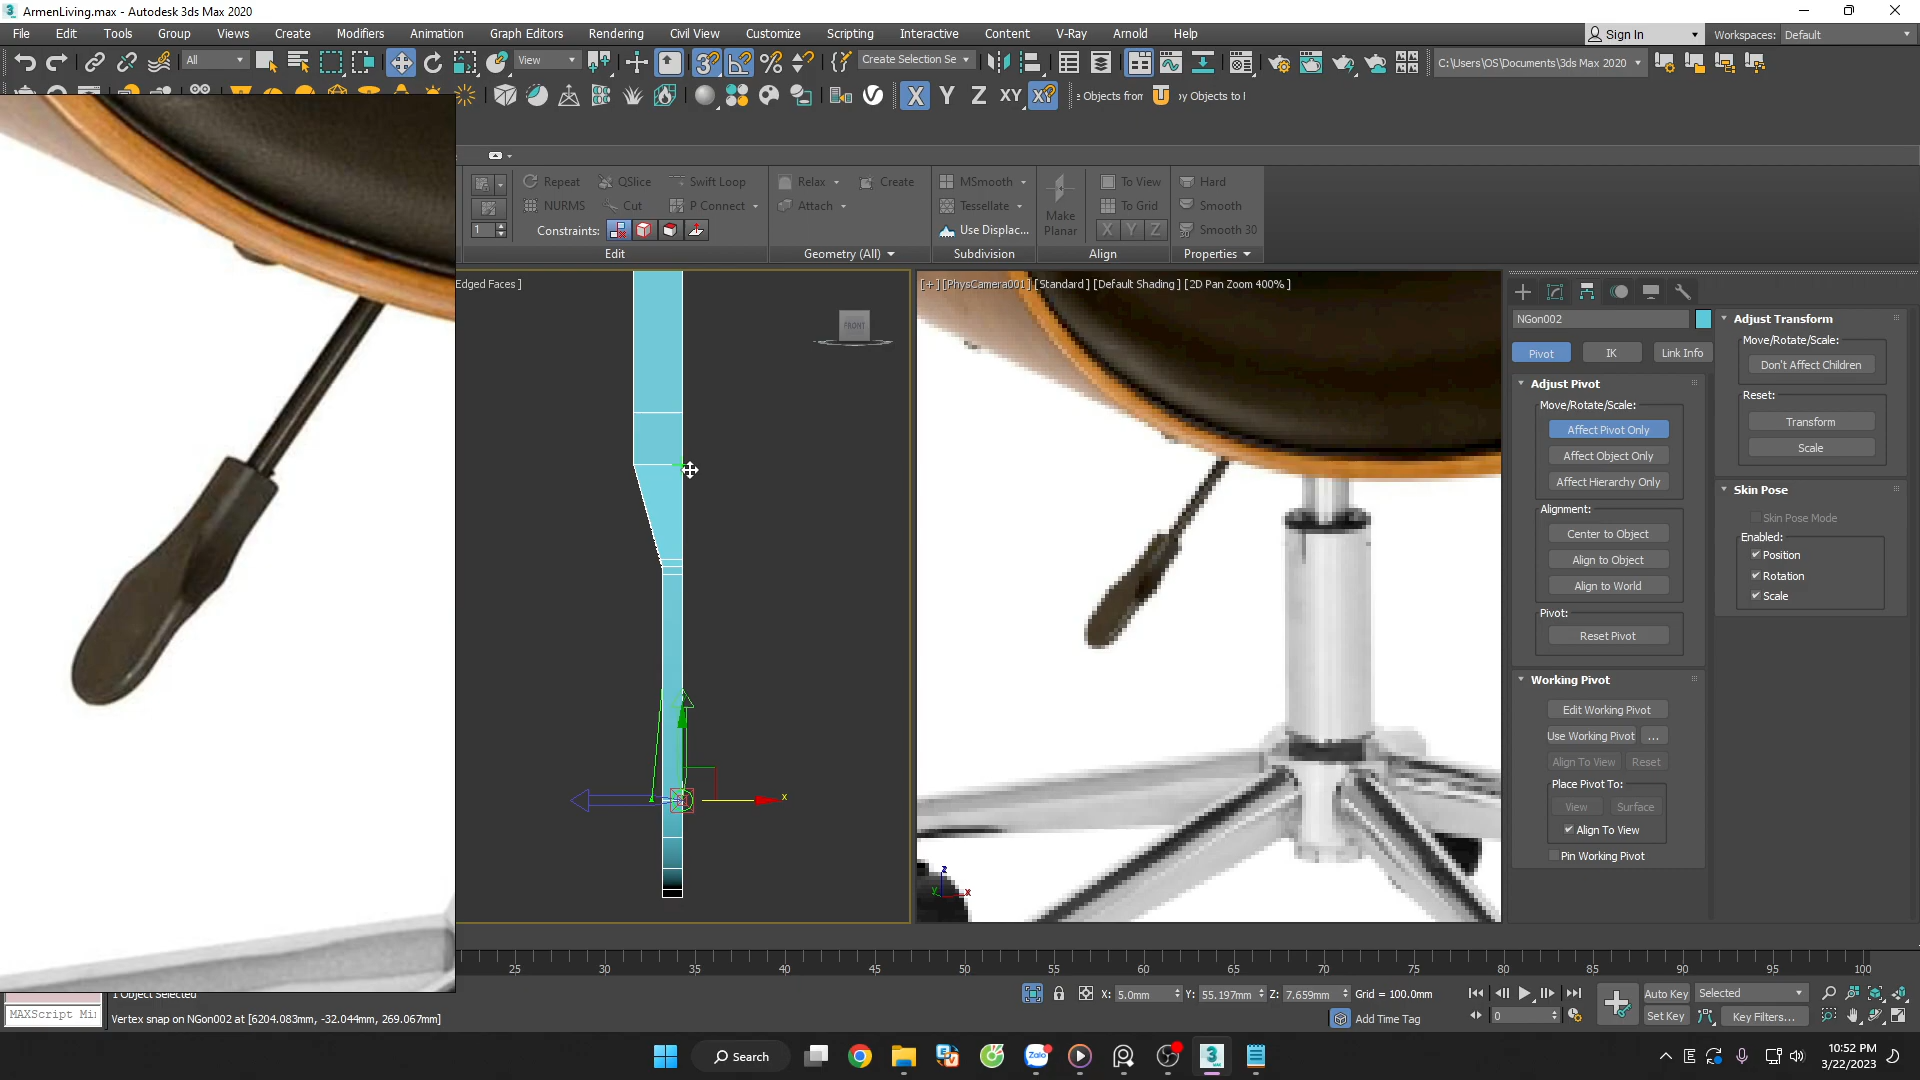 ArmenLiving.max - Autodesk 3ds Max 2020
File Edit Tools Group Views Create Modifiers Animation Graph Editors Rendering Civil View Customize Scripting Interactive Content V-Ray Arnold Help
Sign In Workspaces: Default
All View Create Selection Se C:\Users\OS\Documents\3ds Max 2020
X Y Z XY XY e Objects from y Objects to I
Repeat QSlice Swift Loop Relax Create MSmooth To View Hard
NURMS Cut P Connect Attach Tessellate Make Planar To Grid Smooth
1 Constraints: Use Displac... X Y Z Smooth 30
Edit Geometry (All) Subdivision Align Properties
Edged Faces ]
FRONT
[+] [PhysCamera001] [Standard] [Default Shading] [2D Pan Zoom 400% ]
NGon002
Pivot IK Link Info
Adjust Pivot
Move/Rotate/Scale:
Affect Pivot Only
Affect Object Only
Affect Hierarchy Only
Alignment:
Center to Object
Align to Object
Align to World
Pivot:
Reset Pivot
Working Pivot
Edit Working Pivot
Use Working Pivot ...
Align To View Reset
Place Pivot To:
View Surface
Align To View
Pin Working Pivot
Adjust Transform
Move/Rotate/Scale:
Don't Affect Children
Reset:
Transform
Scale
Skin Pose
Skin Pose Mode
Enabled:
Position
Rotation
Scale
x
z
y x
25 30 35 40 45 50 55 60 65 70 75 80 85 90 95 100
1 Object Selected
MAXScript Mi
Vertex snap on NGon002 at [6204.083mm, -32.044mm, 269.067mm]
X: 5.0mm Y: 55.197mm Z: 7.659mm Grid = 100.0mm
Add Time Tag
0
Auto Key Selected
Set Key Key Filters...
Search
Zalo
3
E
10:52 PM
3/22/2023